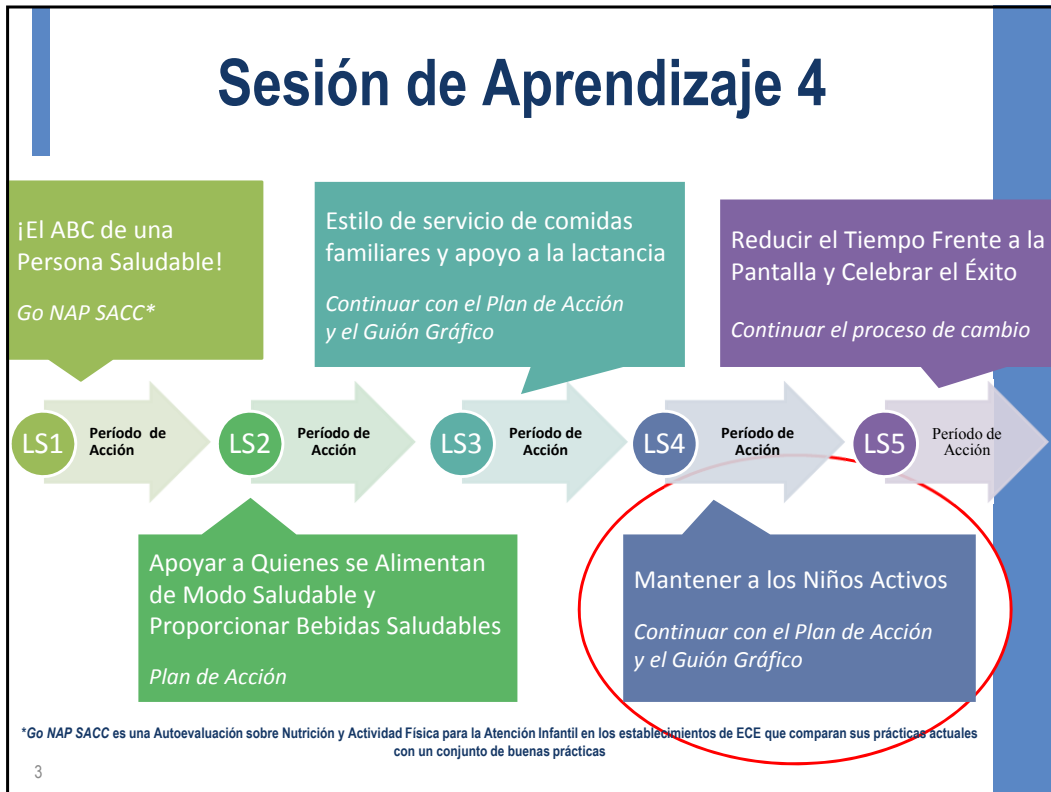 Sesión de Aprendizaje 4
¡El ABC de una
Persona Saludable!
Go NAP SACC*
Estilo de servicio de comidas
familiares y apoyo a la lactancia
Continuar con el Plan de Acción
y el Guión Gráfico
Reducir el Tiempo Frente a la
Pantalla y Celebrar el Éxito
Continuar el proceso de cambio
LS1
Período de
Acción
LS2
Período de
Acción
LS3
Período de
Acción
LS4
Período de
Acción
LS5
Período de
Acción
Apoyar a Quienes se Alimentan
de Modo Saludable y
Proporcionar Bebidas Saludables
Plan de Acción
Mantener a los Niños Activos
Continuar con el Plan de Acción
y el Guión Gráfico
*Go NAP SACC es una Autoevaluación sobre Nutrición y Actividad Física para la Atención Infantil en los establecimientos de ECE que comparan sus prácticas actuales
con un conjunto de buenas prácticas
3